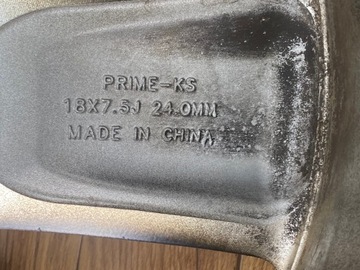 PRIME-KS
18X7.5J 24.0MM
MADE IN CHINA